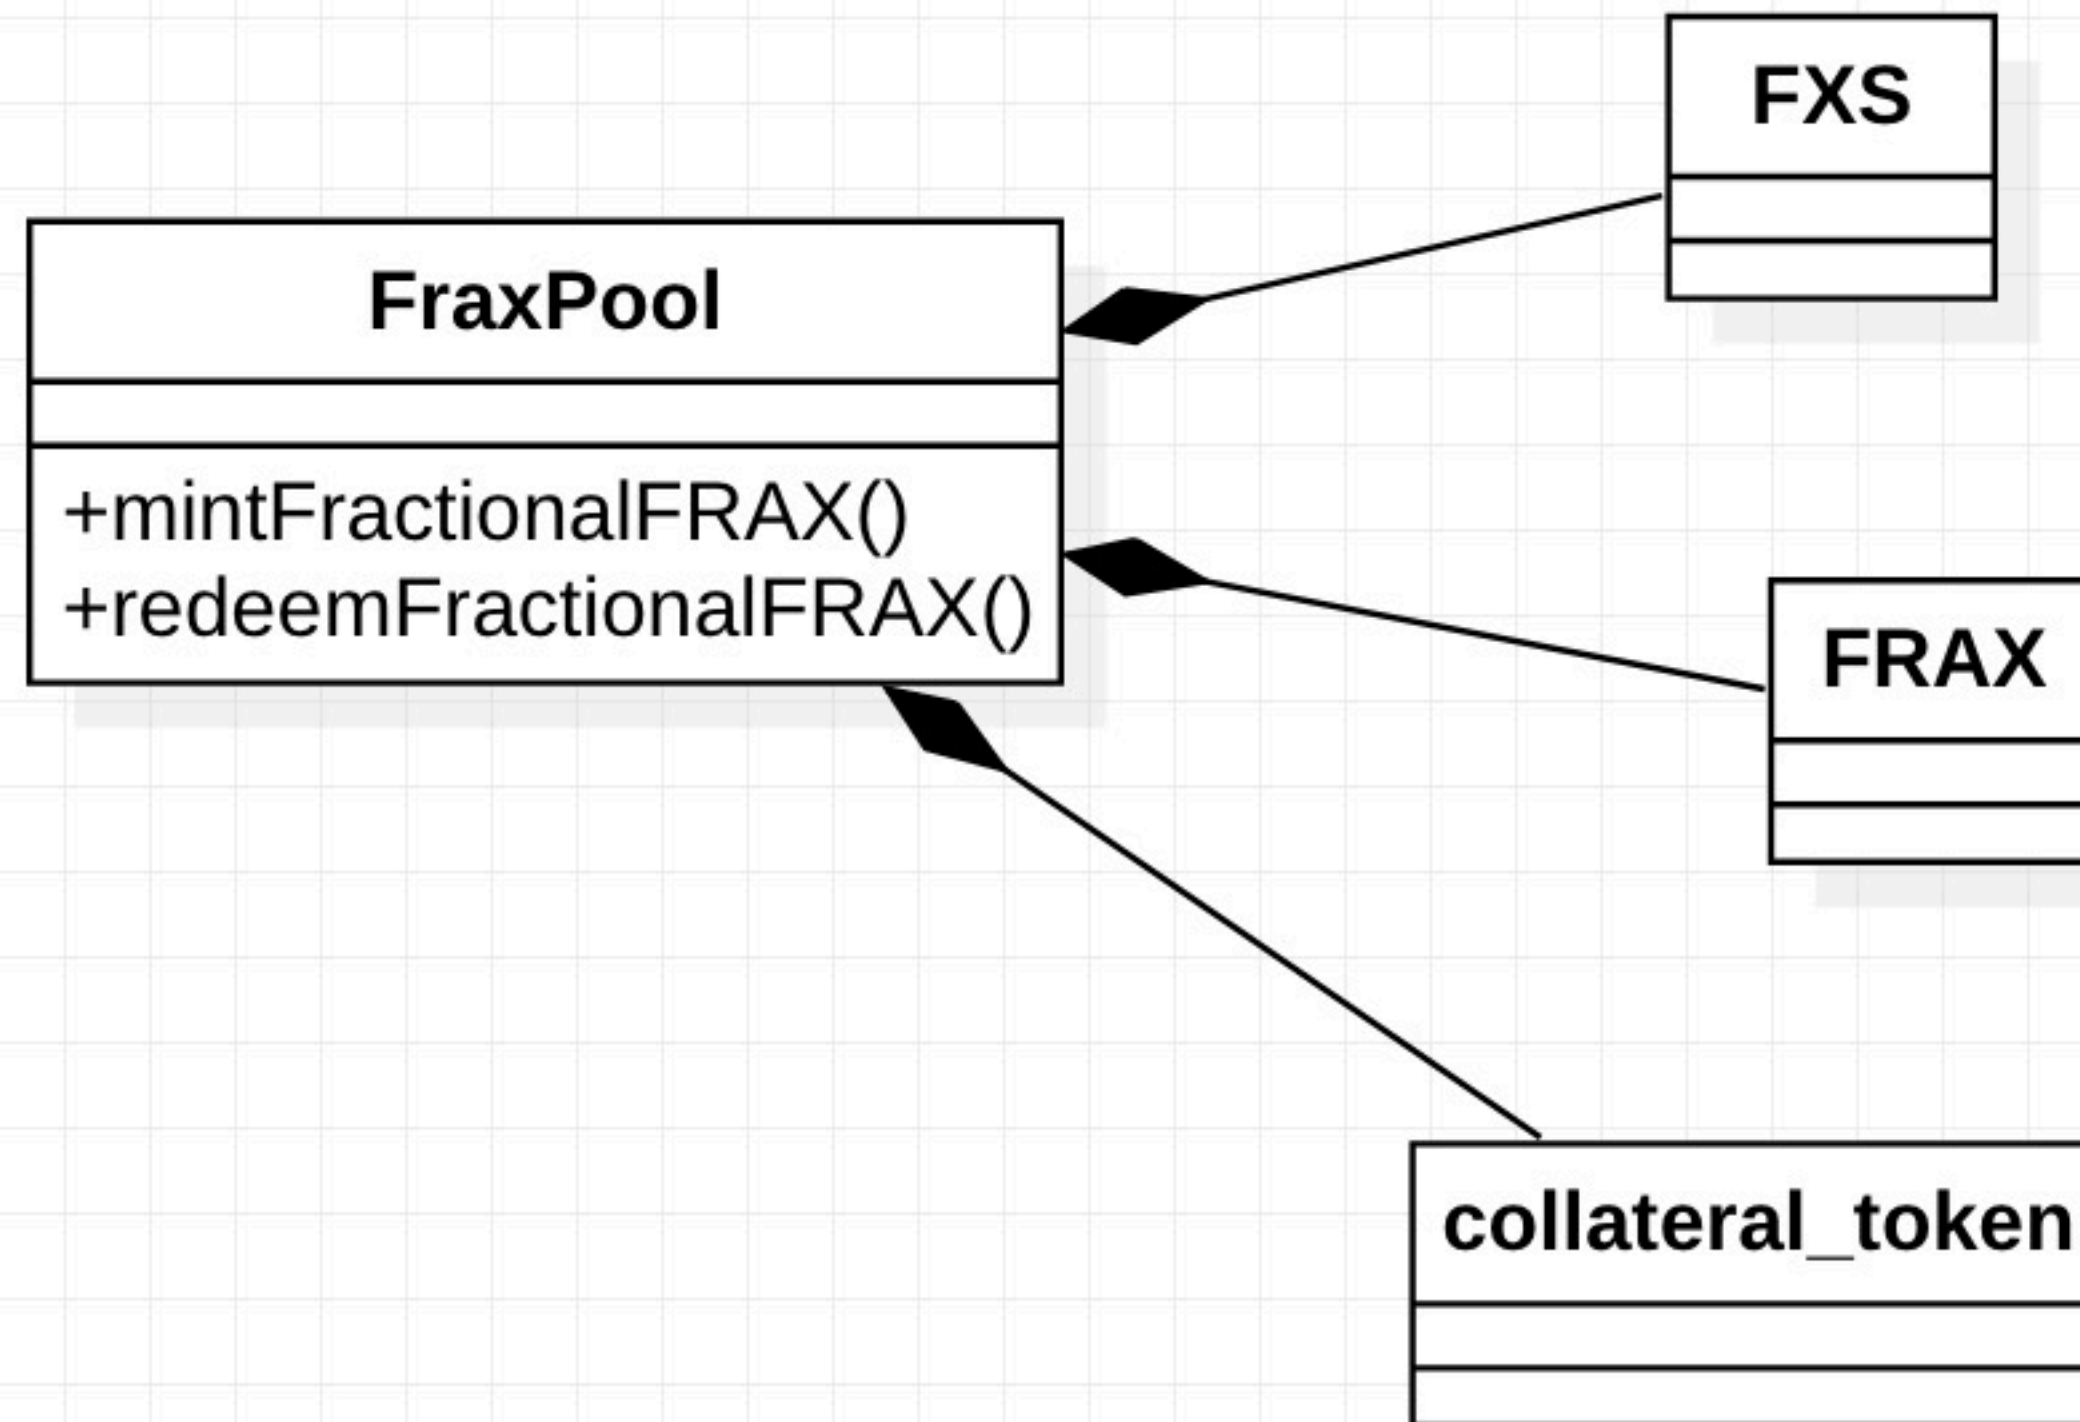 FXS
FraxPool
+mintFractionalFRAX()
+redeemFractionalFRAX()
FRAX
collateral_token